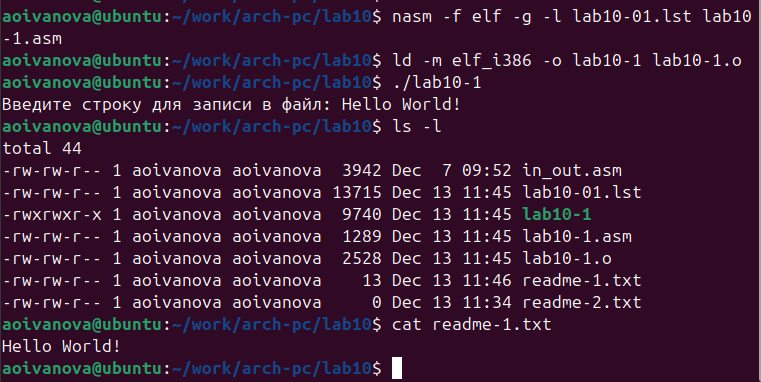 aoivanova@ubuntu:~/work/arch-pc/lab10$ nasm -f elf -g -l lab10-01.lst lab10
-1.asm
aoivanova@ubuntu:~/work/arch-pc/lab10$ ld -m elf_i386 -o lab10-1 lab10-1.o
aoivanova@ubuntu:~/work/arch-pc/lab10$ ./lab10-1
Введите строку для записи в файл: Hello World!
aoivanova@ubuntu:~/work/arch-pc/lab10$ ls -l
total 44
-rw-rw-r-- 1 aoivanova aoivanova  3942 Dec  7 09:52 in_out.asm
-rw-rw-r-- 1 aoivanova aoivanova 13715 Dec 13 11:45 lab10-01.lst
-rwxrwxr-x 1 aoivanova aoivanova  9740 Dec 13 11:45 lab10-1
-rw-rw-r-- 1 aoivanova aoivanova  1289 Dec 13 11:45 lab10-1.asm
-rw-rw-r-- 1 aoivanova aoivanova  2528 Dec 13 11:45 lab10-1.o
-rw-rw-r-- 1 aoivanova aoivanova    13 Dec 13 11:46 readme-1.txt
-rw-rw-r-- 1 aoivanova aoivanova     0 Dec 13 11:34 readme-2.txt
aoivanova@ubuntu:~/work/arch-pc/lab10$ cat readme-1.txt
Hello World!
aoivanova@ubuntu:~/work/arch-pc/lab10$